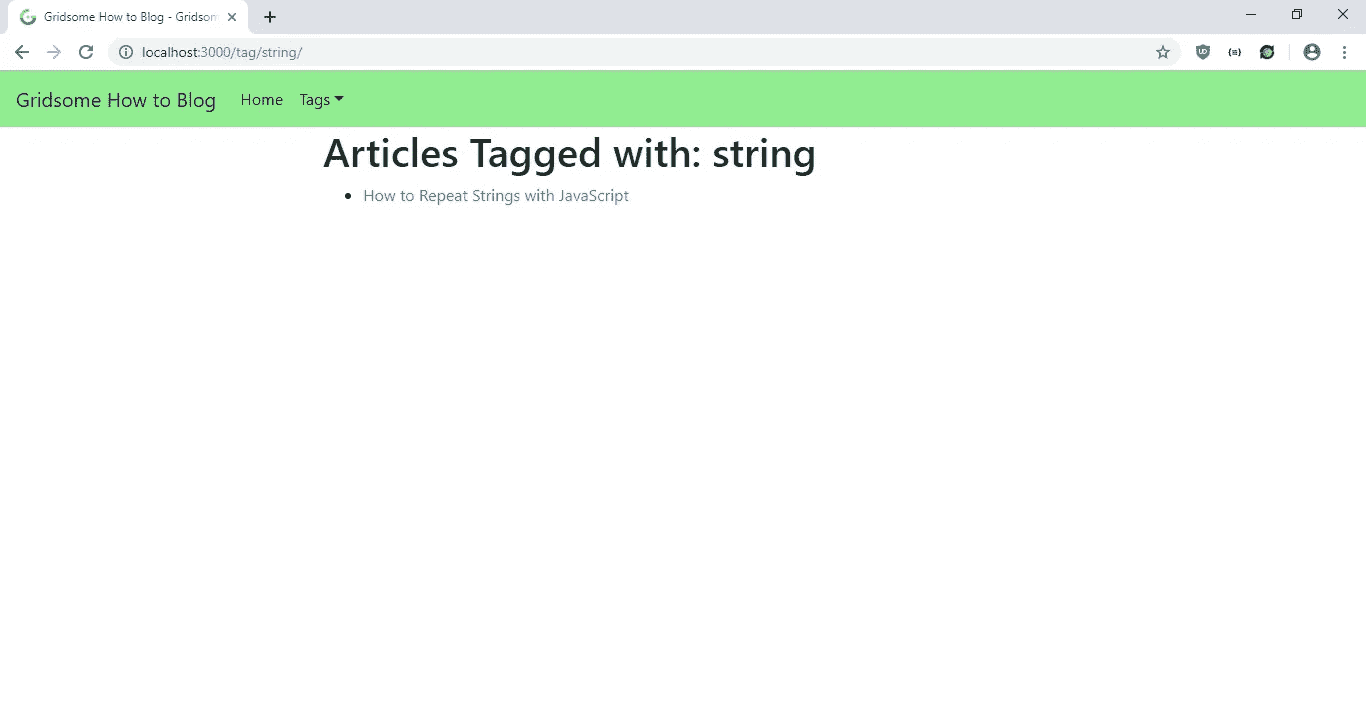 Gridsome How to Blog - Gridsom
localhost:3000/tag/string/
Gridsome How to Blog Home Tags
Articles Tagged with: string
• How to Repeat Strings with JavaScript